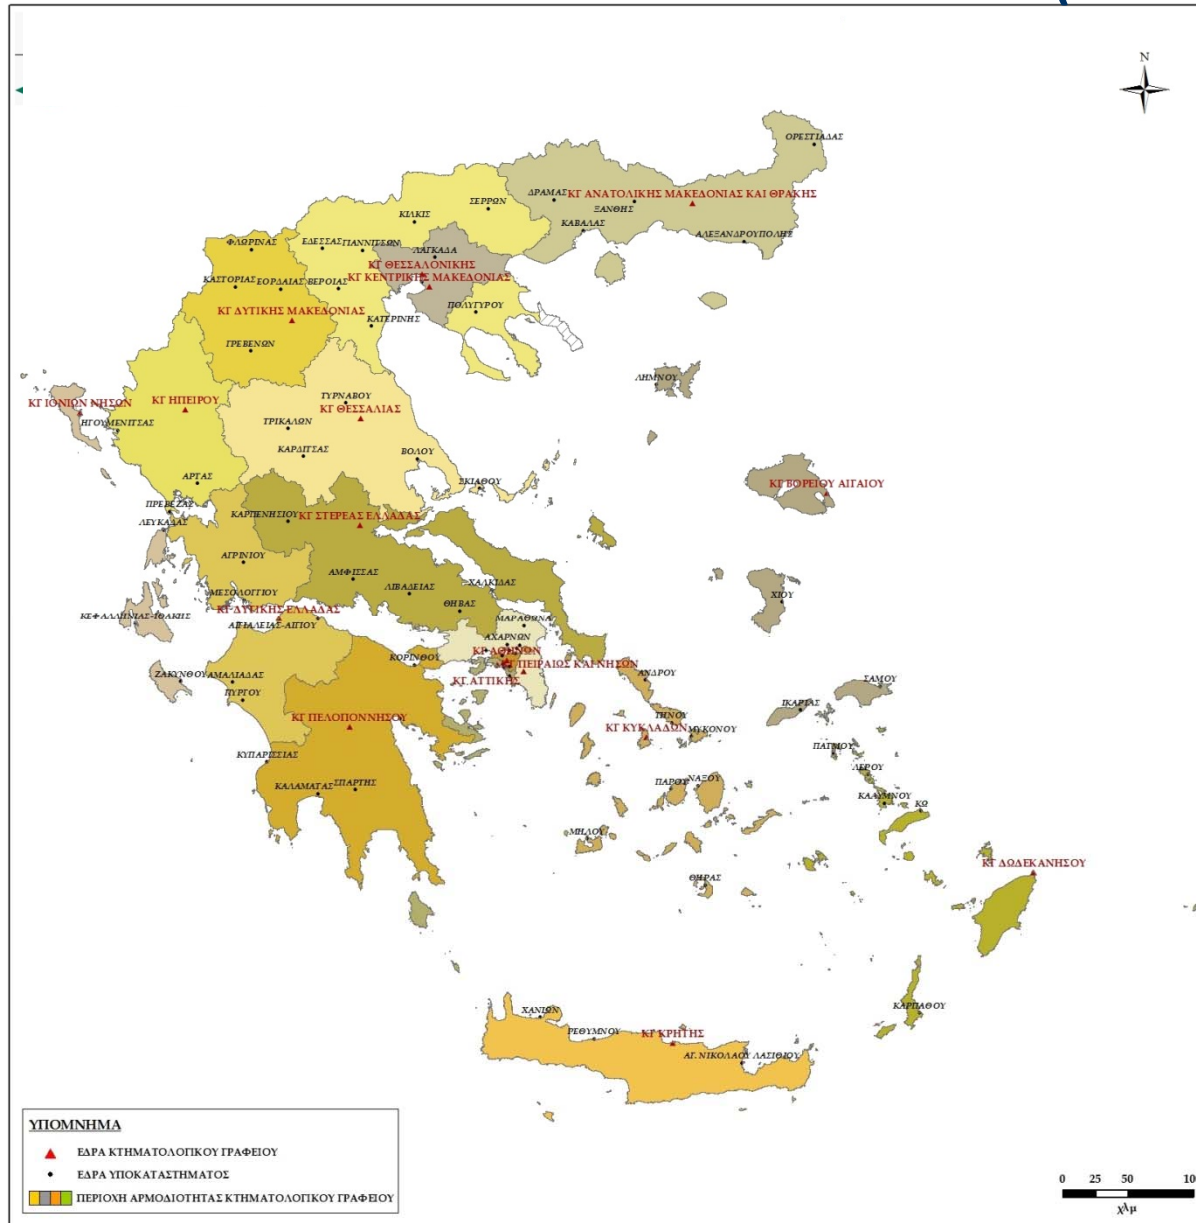 N
ΟΡΕΣΤΙΑΔΑΣ
ΔΡΑΜΑΣ
ΚΓ ΑΝΑΤΟΛΙΚΗΣ ΜΑΚΕΔΟΝΙΑΣ ΚΑΙ ΘΡΑΚΗΣ
ΞΑΝΘΗΣ
ΣΕΡΡΩΝ
ΚΙΛΚΙΣ
ΚΑΒΑΛΑΣ
ΑΛΕΞΑΝΔΡΟΥΠΟΛΗΣ
ΦΛΩΡΙΝΑΣ
ΕΔΕΣΣΑΣ
ΓΙΑΝΝΙΤΣΩΝ
ΛΑΓΚΑΔΑ
ΚΓ ΘΕΣΣΑΛΟΝΙΚΗΣ
ΚΓ ΚΕΝΤΡΙΚΗΣ ΜΑΚΕΔΟΝΙΑΣ
ΚΑΣΤΟΡΙΑΣ
ΕΟΡΔΑΙΑΣ
ΒΕΡΟΙΑΣ
ΠΟΛΥΓΥΡΟΥ
ΚΓ ΔΥΤΙΚΗΣ ΜΑΚΕΔΟΝΙΑΣ
ΚΑΤΕΡΙΝΗΣ
ΓΡΕΒΕΝΩΝ
ΛΗΜΝΟΥ
ΚΓ ΙΟΝΙΩΝ ΝΗΣΩΝ
ΚΓ ΗΠΕΙΡΟΥ
ΤΥΡΝΑΒΟΥ
ΚΓ ΘΕΣΣΑΛΙΑΣ
ΗΓΟΥΜΕΝΙΤΣΑΣ
ΤΡΙΚΑΛΩΝ
ΚΑΡΔΙΤΣΑΣ
ΒΟΛΟΥ
ΑΡΤΑΣ
ΣΚΙΑΘΟΥ
ΚΓ ΒΟΡΕΙΟΥ ΑΙΓΑΙΟΥ
ΠΡΕΒΕΖΑΣ
ΛΕΥΚΑΔΑΣ
ΚΑΡΠΕΝΗΣΙΟΥ
ΚΓ ΣΤΕΡΕΑΣ ΕΛΛΑΔΑΣ
ΑΓΡΙΝΙΟΥ
ΑΜΦΙΣΣΑΣ
ΛΙΒΑΔΕΙΑΣ
ΧΑΛΚΙΔΑΣ
ΜΕΣΟΛΟΓΓΙΟΥ
ΘΗΒΑΣ
ΧΙΟΥ
ΚΕΦΑΛΛΗΝΙΑΣ-ΙΘΑΚΗΣ
ΚΓ ΔΥΤΙΚΗΣ ΕΛΛΑΔΑΣ
ΑΙΓΙΑΛΕΙΑΣ-ΑΙΓΙΟΥ
ΜΑΡΑΘΩΝΑ
ΑΧΑΡΝΩΝ
ΚΓ ΑΘΗΝΩΝ
ΚΟΡΙΝΘΟΥ
ΚΓ ΠΕΙΡΑΙΩΣ ΚΑΙ ΝΗΣΩΝ
ΖΑΚΥΝΘΟΥ
ΑΜΑΛΙΑΔΑΣ
ΚΓ ΑΤΤΙΚΗΣ
ΑΝΔΡΟΥ
ΣΑΜΟΥ
ΠΥΡΓΟΥ
ΙΚΑΡΙΑΣ
ΚΓ ΠΕΛΟΠΟΝΝΗΣΟΥ
ΤΗΝΟΥ
ΚΓ ΚΥΚΛΑΔΩΝ
ΜΥΚΟΝΟΥ
ΠΑΤΜΟΥ
ΚΥΠΑΡΙΣΣΙΑΣ
ΛΕΡΟΥ
ΚΑΛΑΜΑΤΑΣ
ΣΠΑΡΤΗΣ
ΠΑΡΟΥ
ΝΑΞΟΥ
ΚΑΛΥΜΝΟΥ
ΚΩ
ΜΗΛΟΥ
ΚΓ ΔΩΔΕΚΑΝΗΣΟΥ
ΘΗΡΑΣ
ΚΑΡΠΑΘΟΥ
ΧΑΝΙΩΝ
ΡΕΘΥΜΝΟΥ
ΚΓ ΚΡΗΤΗΣ
ΑΓ. ΝΙΚΟΛΑΟΥ ΛΑΣΙΘΙΟΥ
ΥΠΟΜΝΗΜΑ
ΕΔΡΑ ΚΤΗΜΑΤΟΛΟΓΙΚΟΥ ΓΡΑΦΕΙΟΥ
ΕΔΡΑ ΥΠΟΚΑΤΑΣΤΗΜΑΤΟΣ
ΠΕΡΙΟΧΗ ΑΡΜΟΔΙΟΤΗΤΑΣ ΚΤΗΜΑΤΟΛΟΓΙΚΟΥ ΓΡΑΦΕΙΟΥ
0 25 50
χλμ